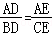 AD/BD = AE/CE